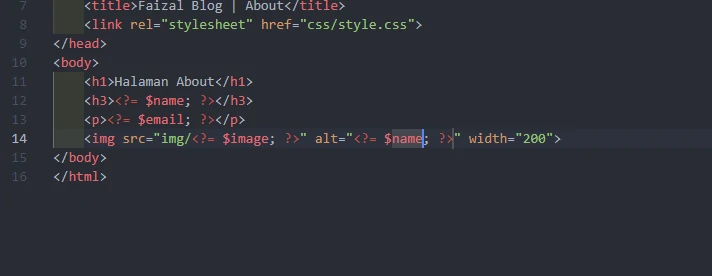 7 <title>Faizal Blog | About</title>
8 <link rel="stylesheet" href="css/style.css">
9 </head>
10 <body>
11 <h1>Halaman About</h1>
12 <h3><?= $name; ?></h3>
13 <p><?= $email; ?></p>
14 <img src="img/<?= $image; ?>" alt="<?= $name; ?>" width="200">
15 </body>
16 </html>